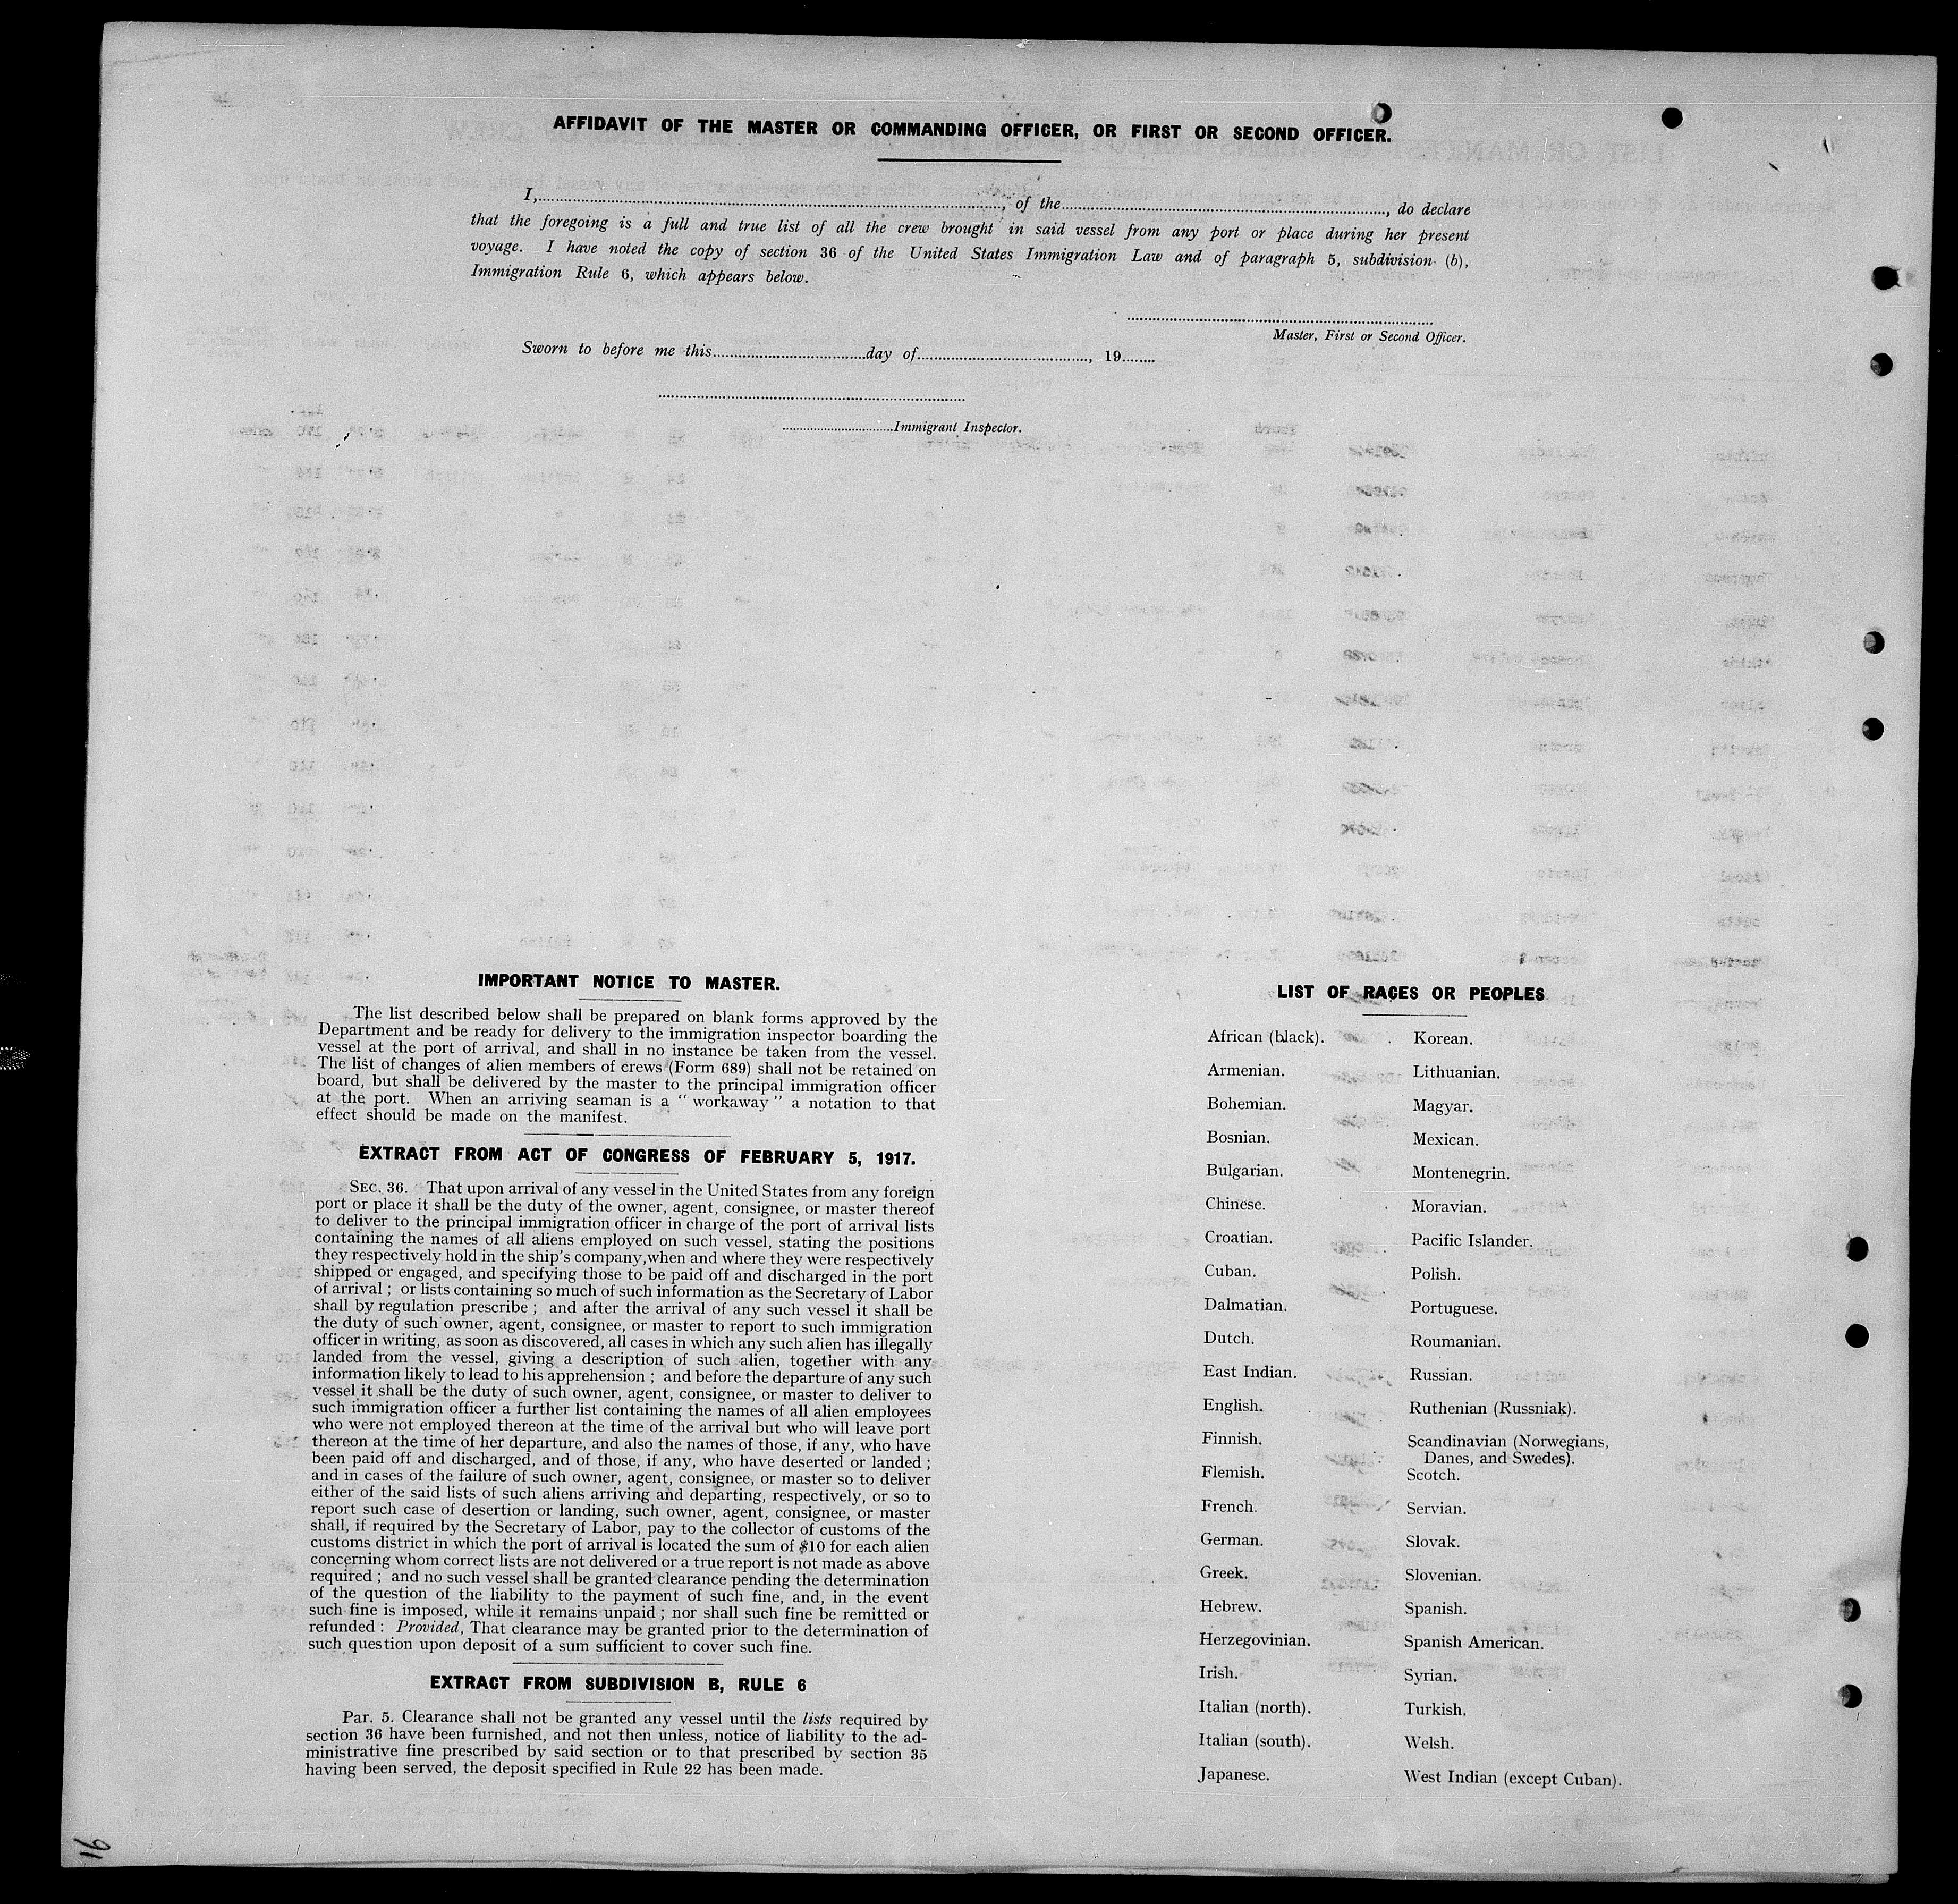 AFFIDAVIT OF THE MASTER OR COMMANDING OFFICER, OR FIRST OR SECOND OFFICER.
I,........................................, of the........................................, do declare
that the foregoing is a full and true list of all the crew brought in said vessel from any port or place during her present
voyage. I have noted the copy of section 36 of the United States Immigration Law and of paragraph 5, subdivision (b),
Immigration Rule 6, which appears below.
Master, First or Second Officer.
Sworn to before me this....................day of...................., 19........
....................Immigrant Inspector.
IMPORTANT NOTICE TO MASTER.
The list described below shall be prepared on blank forms approved by the
Department and be ready for delivery to the immigration inspector boarding the
vessel at the port of arrival, and shall in no instance be taken from the vessel.
The list of changes of alien members of crews (Form 689) shall not be retained on
board, but shall be delivered by the master to the principal immigration officer
at the port. When an arriving seaman is a “ workaway ” a notation to that
effect should be made on the manifest.
EXTRACT FROM ACT OF CONGRESS OF FEBRUARY 5, 1917.
SEC. 36. That upon arrival of any vessel in the United States from any foreign
port or place it shall be the duty of the owner, agent, consignee, or master thereof
to deliver to the principal immigration officer in charge of the port of arrival lists
containing the names of all aliens employed on such vessel, stating the positions
they respectively hold in the ship's company, when and where they were respectively
shipped or engaged, and specifying those to be paid off and discharged in the port
of arrival ; or lists containing so much of such information as the Secretary of Labor
shall by regulation prescribe ; and after the arrival of any such vessel it shall be
the duty of such owner, agent, consignee, or master to report to such immigration
officer in writing, as soon as discovered, all cases in which any such alien has illegally
landed from the vessel, giving a description of such alien, together with any
information likely to lead to his apprehension ; and before the departure of any such
vessel it shall be the duty of such owner, agent, consignee, or master to deliver to
such immigration officer a further list containing the names of all alien employees
who were not employed thereon at the time of the arrival but who will leave port
thereon at the time of her departure, and also the names of those, if any, who have
been paid off and discharged, and of those, if any, who have deserted or landed ;
and in cases of the failure of such owner, agent, consignee, or master so to deliver
either of the said lists of such aliens arriving and departing, respectively, or so to
report such case of desertion or landing, such owner, agent, consignee, or master
shall, if required by the Secretary of Labor, pay to the collector of customs of the
customs district in which the port of arrival is located the sum of $10 for each alien
concerning whom correct lists are not delivered or a true report is not made as above
required ; and no such vessel shall be granted clearance pending the determination
of the question of the liability to the payment of such fine, and, in the event
such fine is imposed, while it remains unpaid ; nor shall such fine be remitted or
refunded : Provided, That clearance may be granted prior to the determination of
such question upon deposit of a sum sufficient to cover such fine.
EXTRACT FROM SUBDIVISION B, RULE 6
Par. 5. Clearance shall not be granted any vessel until the lists required by
section 36 have been furnished, and not then unless, notice of liability to the ad-
ministrative fine prescribed by said section or to that prescribed by section 35
having been served, the deposit specified in Rule 22 has been made.
LIST OF RACES OR PEOPLES
African (black).
Armenian.
Bohemian.
Bosnian.
Bulgarian.
Chinese.
Croatian.
Cuban.
Dalmatian.
Dutch.
East Indian.
English.
Finnish.
Flemish.
French.
German.
Greek.
Hebrew.
Herzegovinian.
Irish.
Italian (north).
Italian (south).
Japanese.
Korean.
Lithuanian.
Magyar.
Mexican.
Montenegrin.
Moravian.
Pacific Islander.
Polish.
Portuguese.
Roumanian.
Russian.
Ruthenian (Russniak).
Scandinavian (Norwegians,
Danes, and Swedes).
Scotch.
Servian.
Slovak.
Slovenian.
Spanish.
Spanish American.
Syrian.
Turkish.
Welsh.
West Indian (except Cuban).